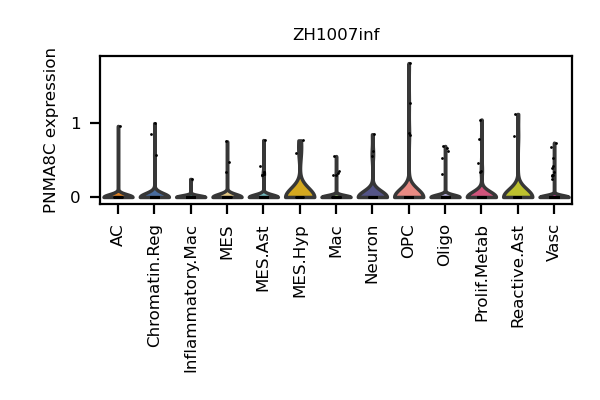 ZH1007inf
PNMA8C expression
1
0
AC
Chromatin.Reg
Inflammatory.Mac
MES
MES.Ast
MES.Hyp
Mac
Neuron
OPC
Oligo
Prolif.Metab
Reactive.Ast
Vasc